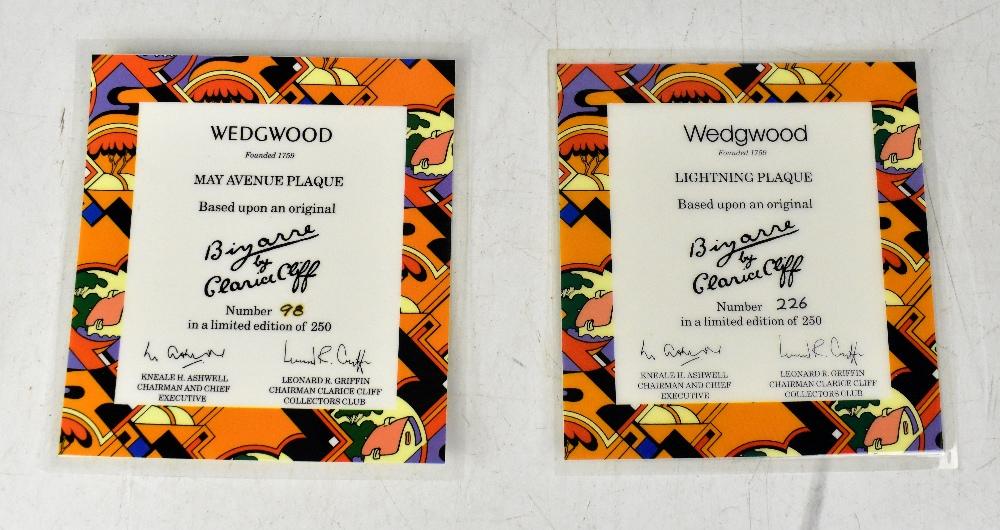 WEDGWOOD
Founded 1759
MAY AVENUE PLAQUE
Based upon an original
Bizarre
by
Clarice Cliff
Number 98
in a limited edition of 250
KNEALE H. ASHWELL
CHAIRMAN AND CHIEF
EXECUTIVE
LEONARD R. GRIFFIN
CHAIRMAN CLARICE CLIFF
COLLECTORS CLUB
Wedgwood
Founded 1759
LIGHTNING PLAQUE
Based upon an original
Bizarre
by
Clarice Cliff
Number 226
in a limited edition of 250
KNEALE H. ASHWELL
CHAIRMAN AND CHIEF
EXECUTIVE
LEONARD R. GRIFFIN
CHAIRMAN CLARICE CLIFF
COLLECTORS CLUB